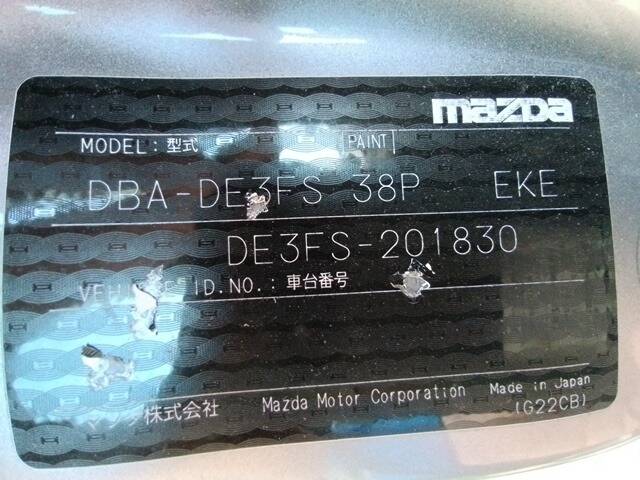 mazda
MODEL: 型式 PAINT
DBA-DE3FS 38P EKE
DE3FS-201830
VEHICLE ID.NO.: 車台番号
マツダ株式会社 Mazda Motor Corporation Made in Japan
(G22CB)